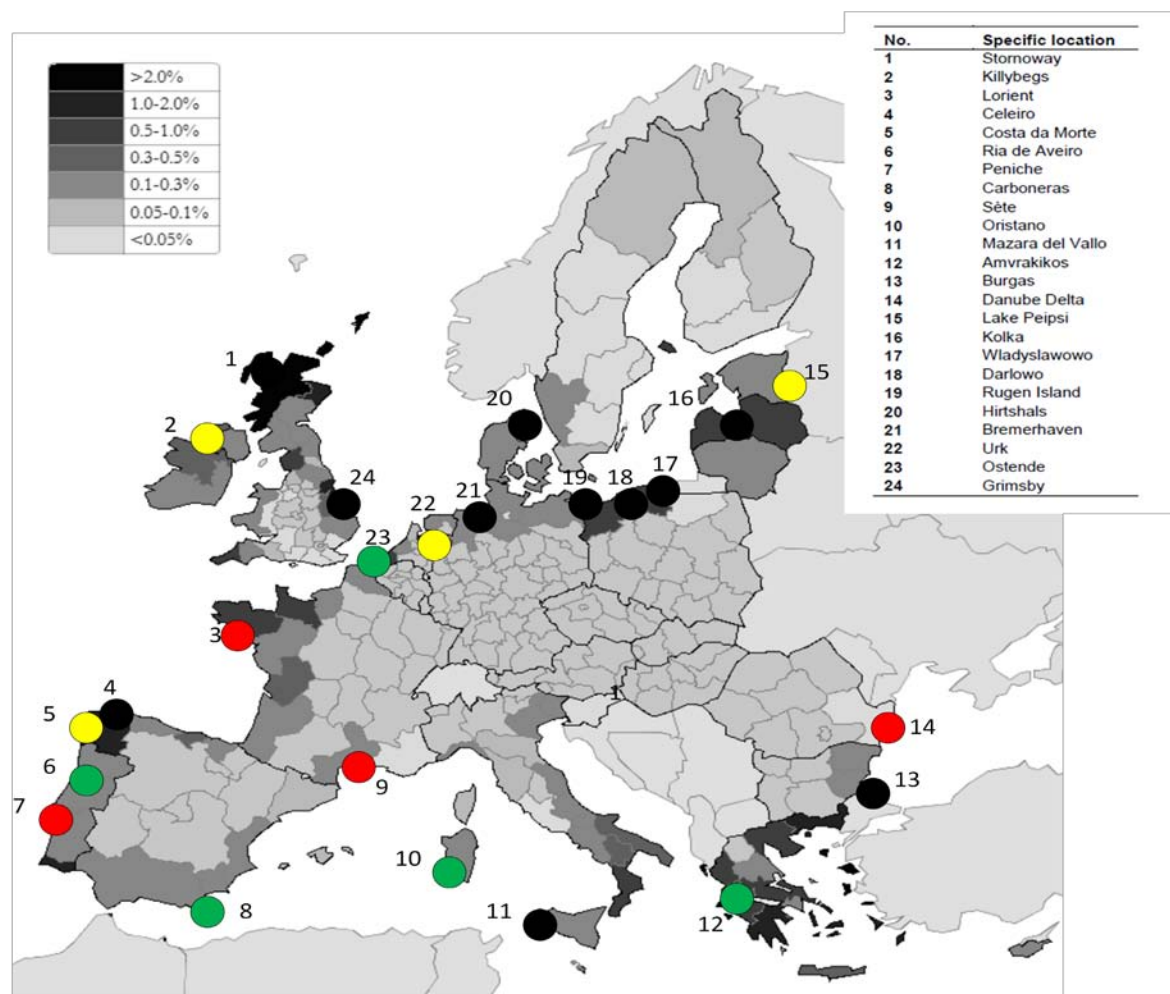 >2.0%
1.0-2.0%
0.5-1.0%
0.3-0.5%
0.1-0.3%
0.05-0.1%
<0.05%
No. Specific location
1 Stornoway
2 Killybegs
3 Lorient
4 Celeiro
5 Costa da Morte
6 Ria de Aveiro
7 Peniche
8 Carboneras
9 Sète
10 Oristano
11 Mazara del Vallo
12 Amvrakikos
13 Burgas
14 Danube Delta
15 Lake Peipsi
16 Kolka
17 Wladyslawowo
18 Darlowo
19 Rugen Island
20 Hirtshals
21 Bremerhaven
22 Urk
23 Ostende
24 Grimsby
1
2
15
20
16
24
22
21
19
18
17
23
3
4
5
1
14
6
7
9
13
10
8
11
12